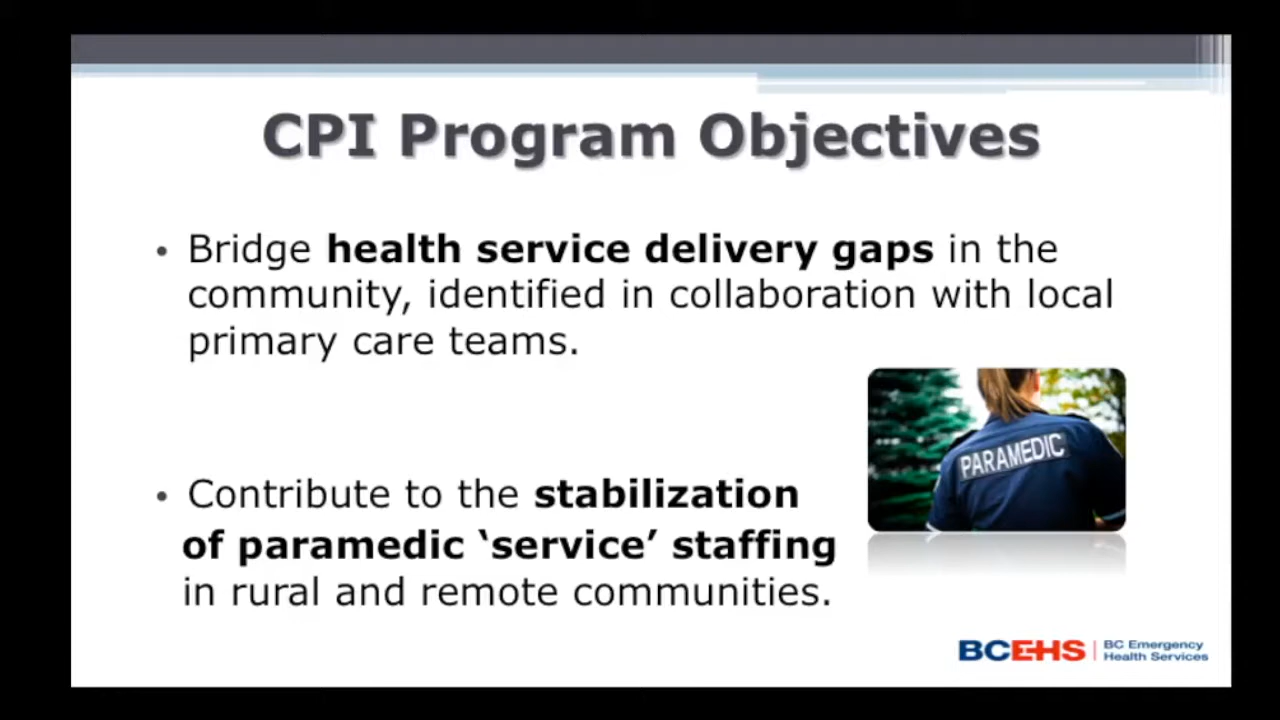 CPI Program Objectives
• Bridge health service delivery gaps in the
community, identified in collaboration with local
primary care teams.
PARAMEDIC
• Contribute to the stabilization
of paramedic ‘service’ staffing
in rural and remote communities.
BCEHS | BC Emergency
Health Services